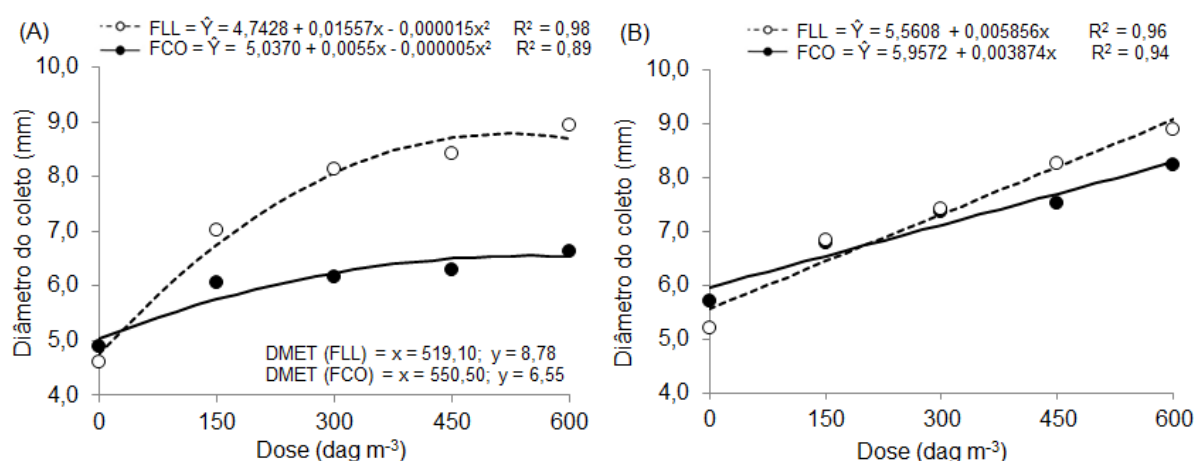 (A)
FLL = Ŷ = 4,7428 + 0,01557x - 0,000015x² R² = 0,98
FCO = Ŷ = 5,0370 + 0,0055x - 0,000005x² R² = 0,89
Diâmetro do coleto (mm)
10,0
9,0
8,0
7,0
6,0
5,0
4,0
DMET (FLL) = x = 519,10; y = 8,78
DMET (FCO) = x = 550,50; y = 6,55
0 150 300 450 600
Dose (dag m⁻³)
(B)
FLL = Ŷ = 5,5608 + 0,005856x R² = 0,96
FCO = Ŷ = 5,9572 + 0,003874x R² = 0,94
Diâmetro do coleto (mm)
10,0
9,0
8,0
7,0
6,0
5,0
4,0
0 150 300 450 600
Dose (dag m⁻³)